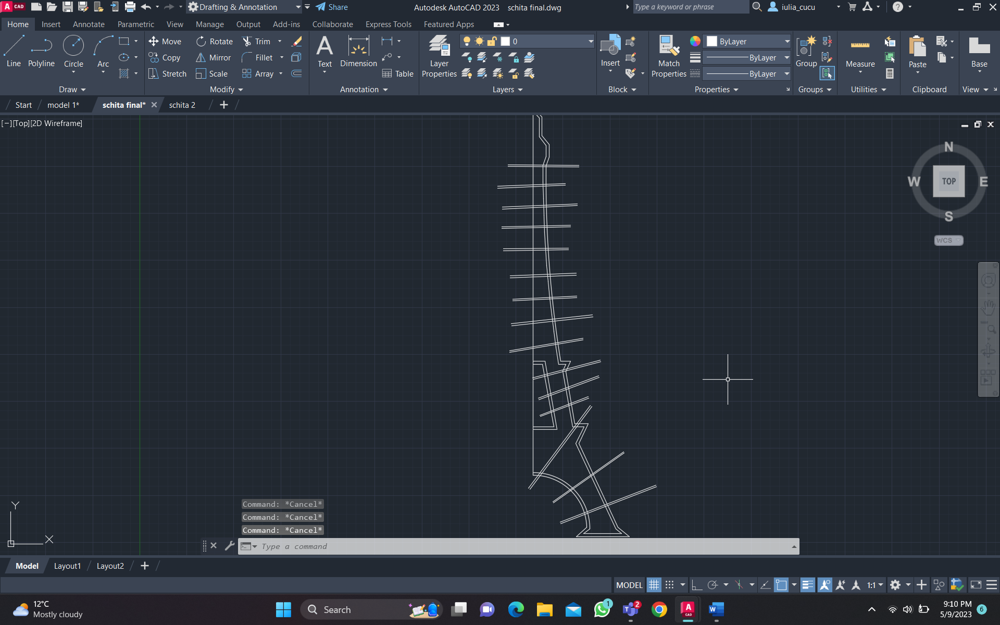 A CAD
Drafting & Annotation
Share
Autodesk AutoCAD 2023 schita final.dwg
Type a keyword or phrase
iulia_cucu
Home Insert Annotate Parametric View Manage Output Add-ins Collaborate Express Tools Featured Apps
Line
Polyline
Circle
Arc
Draw
Move
Rotate
Trim
Copy
Mirror
Fillet
Stretch
Scale
Array
Modify
Text
Dimension
Table
Annotation
Layer
Properties
0
Layers
Insert
Block
Match
Properties
ByLayer
ByLayer
ByLayer
Properties
Group
Groups
Measure
Utilities
Paste
Clipboard
Base
View
Start
model 1*
schita final*
schita 2
[−][Top][2D Wireframe]
N
W TOP E
S
WCS
Y
X
Command: *Cancel*
Command: *Cancel*
Command: *Cancel*
Type a command
Model Layout1 Layout2
MODEL
1:1
12°C
Mostly cloudy
Search
1
2
A CAD
W
9:10 PM
5/9/2023
6